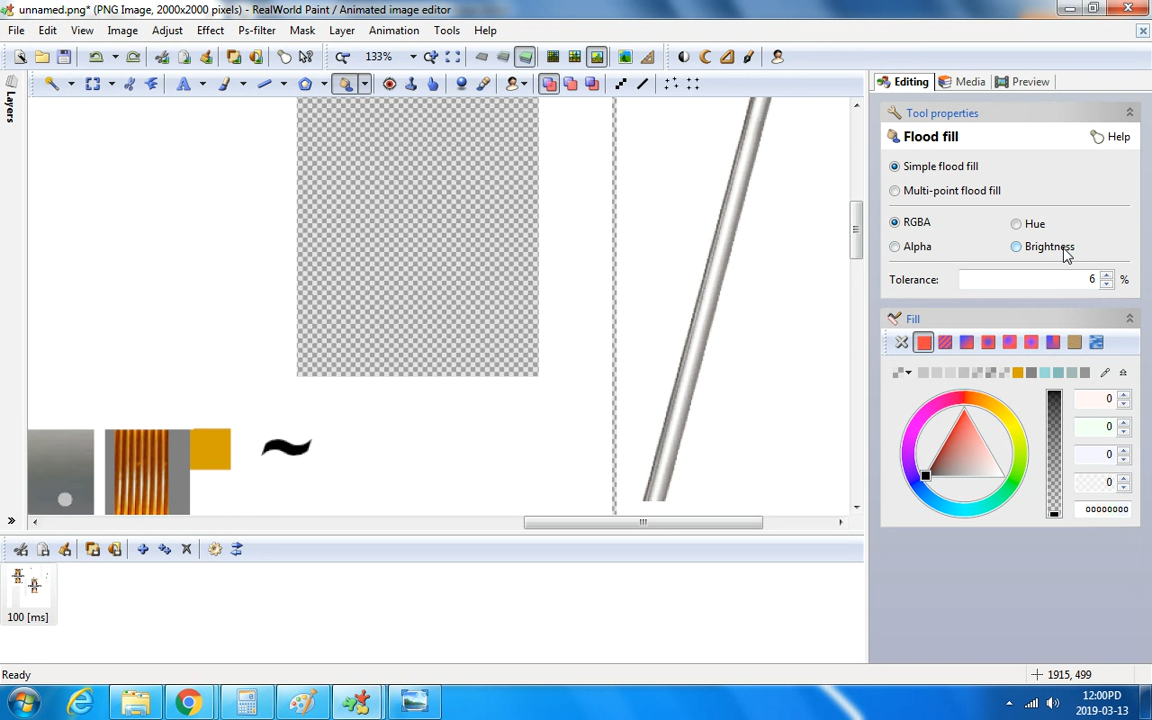 unnamed.png* (PNG Image, 2000x2000 pixels) - RealWorld Paint / Animated image editor
File Edit View Image Adjust Effect Ps-filter Mask Layer Animation Tools Help
133%
Layers
Editing Media Preview
Tool properties
Flood fill Help
Simple flood fill
Multi-point flood fill
RGBA Hue
Alpha Brightness
Tolerance: 6 %
Fill
0
0
0
0
00000000
100 [ms]
Ready 1915, 499
12:00PD
2019-03-13